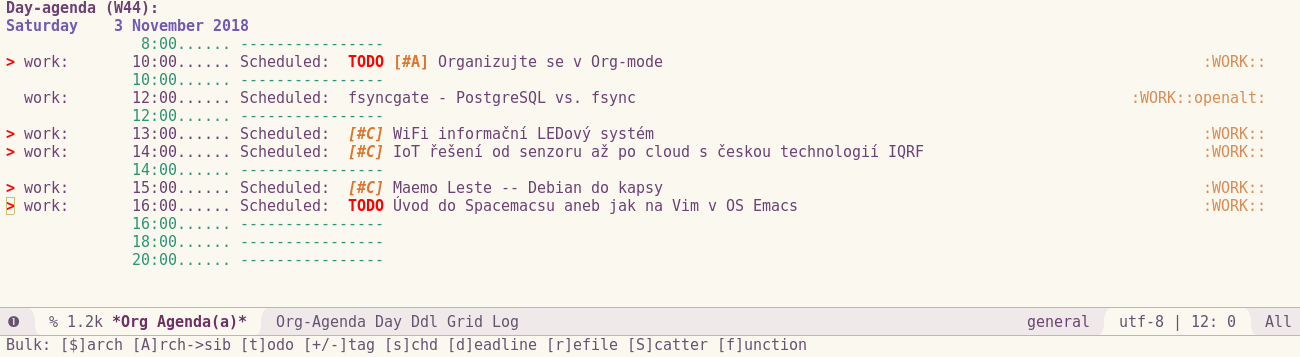 Day-agenda (W44):
Saturday    3 November 2018
               8:00...... ----------------
> work:       10:00...... Scheduled:  TODO [#A] Organizujte se v Org-mode                                                            :WORK::
              10:00...... ----------------
  work:       12:00...... Scheduled:  fsyncgate - PostgreSQL vs. fsync                                                       :WORK::openalt:
              12:00...... ----------------
> work:       13:00...... Scheduled:  [#C] WiFi informační LEDový systém                                                             :WORK::
> work:       14:00...... Scheduled:  [#C] IoT řešení od senzoru až po cloud s českou technologií IQRF                               :WORK::
              14:00...... ----------------
> work:       15:00...... Scheduled:  [#C] Maemo Leste -- Debian do kapsy                                                            :WORK::
> work:       16:00...... Scheduled:  TODO Úvod do Spacemacsu aneb jak na Vim v OS Emacs                                             :WORK::
              16:00...... ----------------
              18:00...... ----------------
              20:00...... ----------------
❶ % 1.2k *Org Agenda(a)* Org-Agenda Day Ddl Grid Log general utf-8 | 12: 0 All
Bulk: [$]arch [A]rch->sib [t]odo [+/-]tag [s]chd [d]eadline [r]efile [S]catter [f]unction